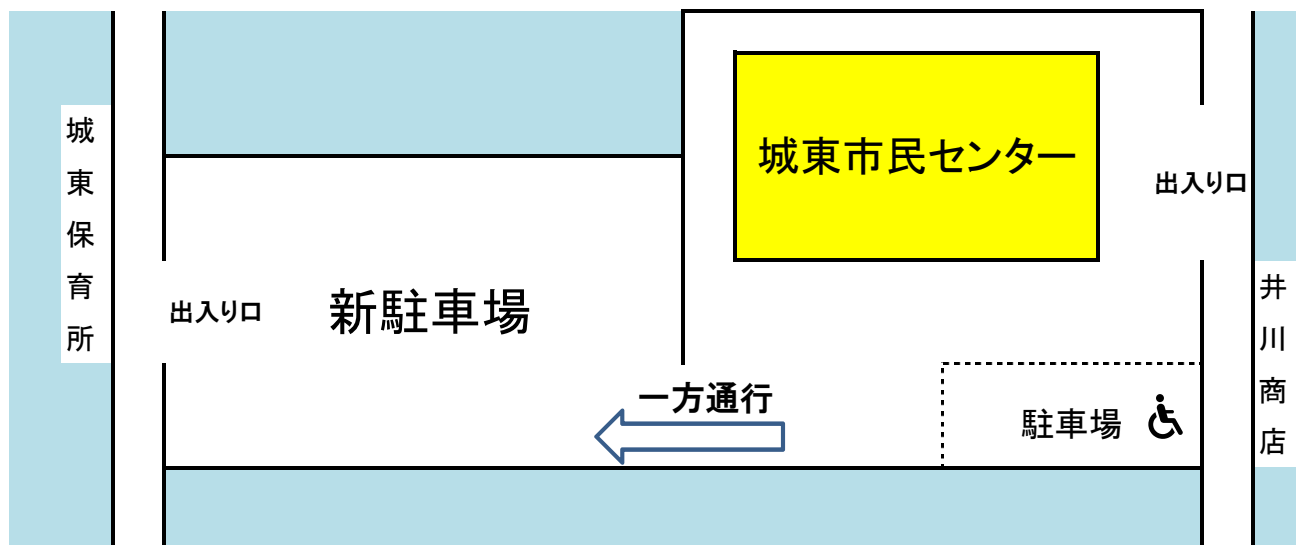 城東保育所
出入り口
新駐車場
一方通行
城東市民センター
出入り口
駐車場
井川商店